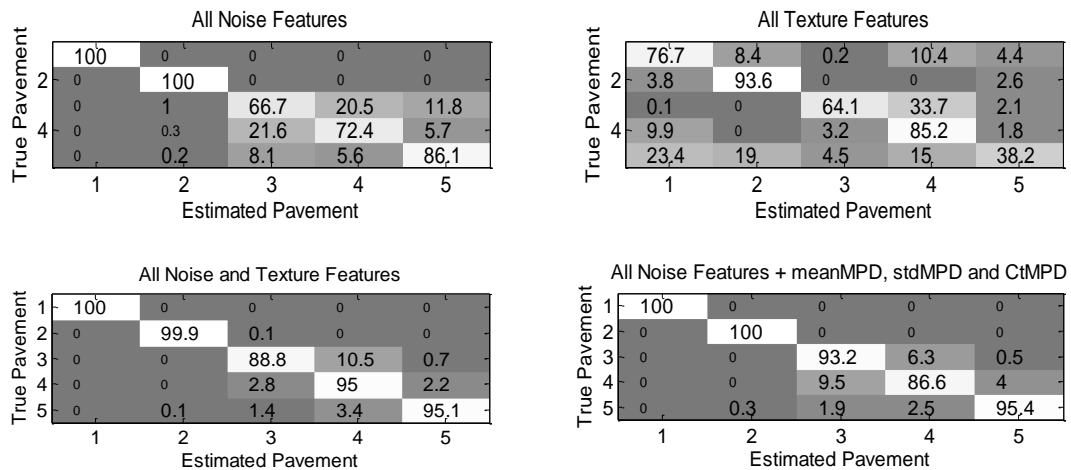 All Noise Features
True Pavement
2
4
100 0 0 0 0
0 100 0 0 0
0 1 66.7 20.5 11.8
0 0.3 21.6 72.4 5.7
0 0.2 8.1 5.6 86.1
1 2 3 4 5
Estimated Pavement
All Texture Features
True Pavement
2
4
76.7 8.4 0.2 10.4 4.4
3.8 93.6 0 0 2.6
0.1 0 64.1 33.7 2.1
9.9 0 3.2 85.2 1.8
23.4 19 4.5 15 38.2
1 2 3 4 5
Estimated Pavement
All Noise and Texture Features
True Pavement
1 100 0 0 0 0
2 0 99.9 0.1 0 0
3 0 0 88.8 10.5 0.7
4 0 0 2.8 95 2.2
5 0 0.1 1.4 3.4 95.1
1 2 3 4 5
Estimated Pavement
All Noise Features + meanMPD, stdMPD and CtMPD
True Pavement
1 100 0 0 0 0
2 0 100 0 0 0
3 0 0 93.2 6.3 0.5
4 0 0 9.5 86.6 4
5 0 0.3 1.9 2.5 95.4
1 2 3 4 5
Estimated Pavement